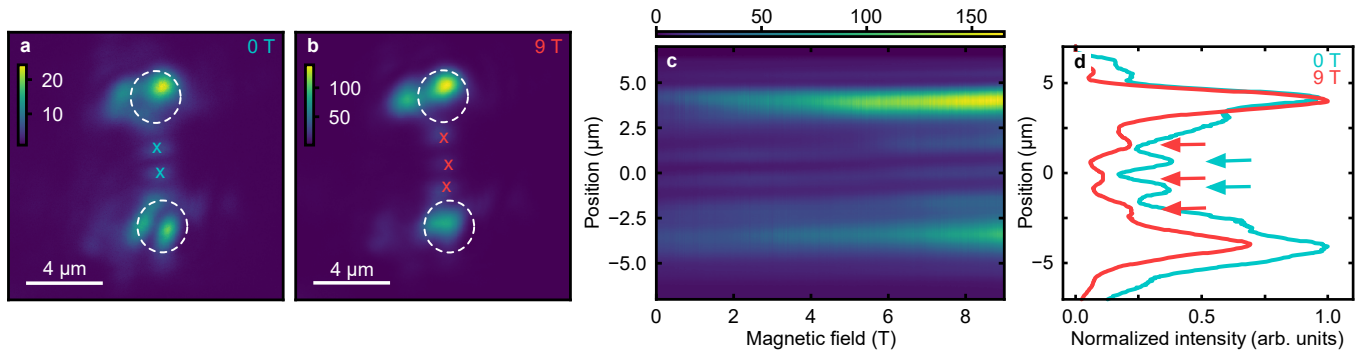 a
0 T
20
10
x
x
4 μm
b
9 T
100
50
x
x
x
4 μm
0
50
100
150
c
5.0
2.5
0.0
−2.5
−5.0
Position (μm)
0
2
4
6
8
Magnetic field (T)
d
0 T
9 T
5
0
−5
Position (μm)
0.0
0.5
1.0
Normalized intensity (arb. units)